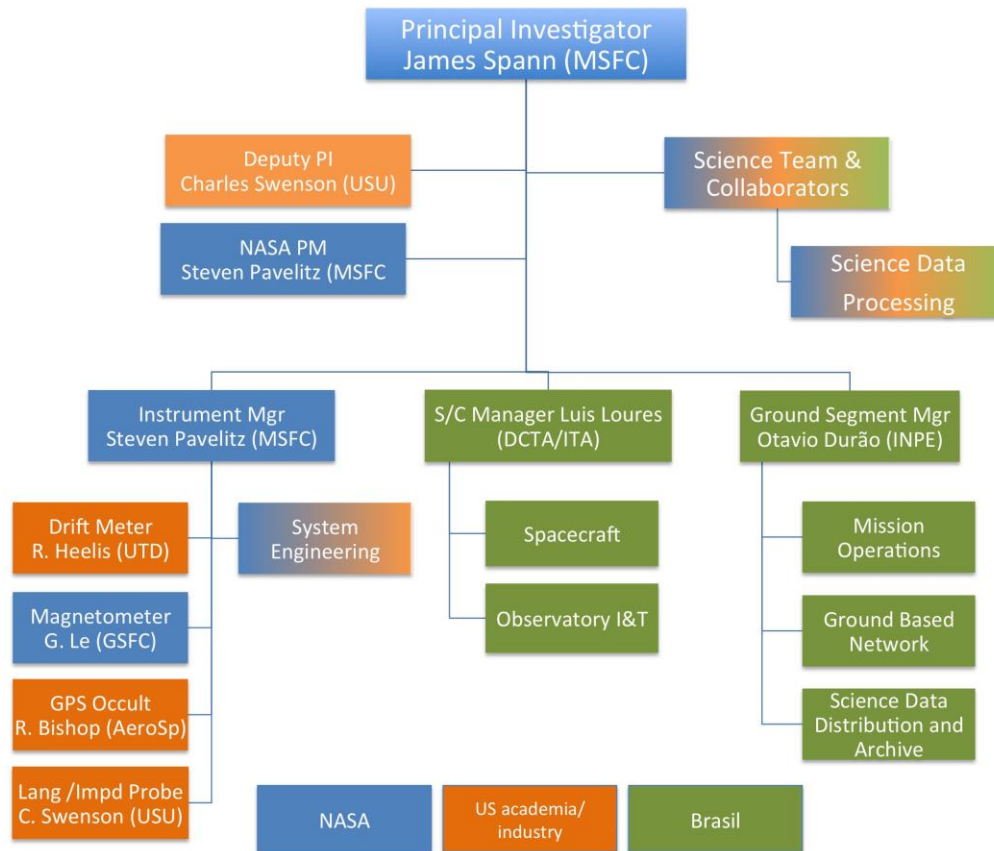 Principal Investigator
James Spann (MSFC)
Deputy PI
Charles Swenson (USU)
Science Team &
Collaborators
NASA PM
Steven Pavelitz (MSFC
Science Data
Processing
Instrument Mgr
Steven Pavelitz (MSFC)
S/C Manager Luis Loures
(DCTA/ITA)
Ground Segment Mgr
Otavio Durão (INPE)
Drift Meter
R. Heelis (UTD)
System
Engineering
Spacecraft
Mission
Operations
Magnetometer
G. Le (GSFC)
Observatory I&T
Ground Based
Network
GPS Occult
R. Bishop (AeroSp)
Science Data
Distribution and
Archive
Lang /Impd Probe
C. Swenson (USU)
NASA
US academia/
industry
Brasil